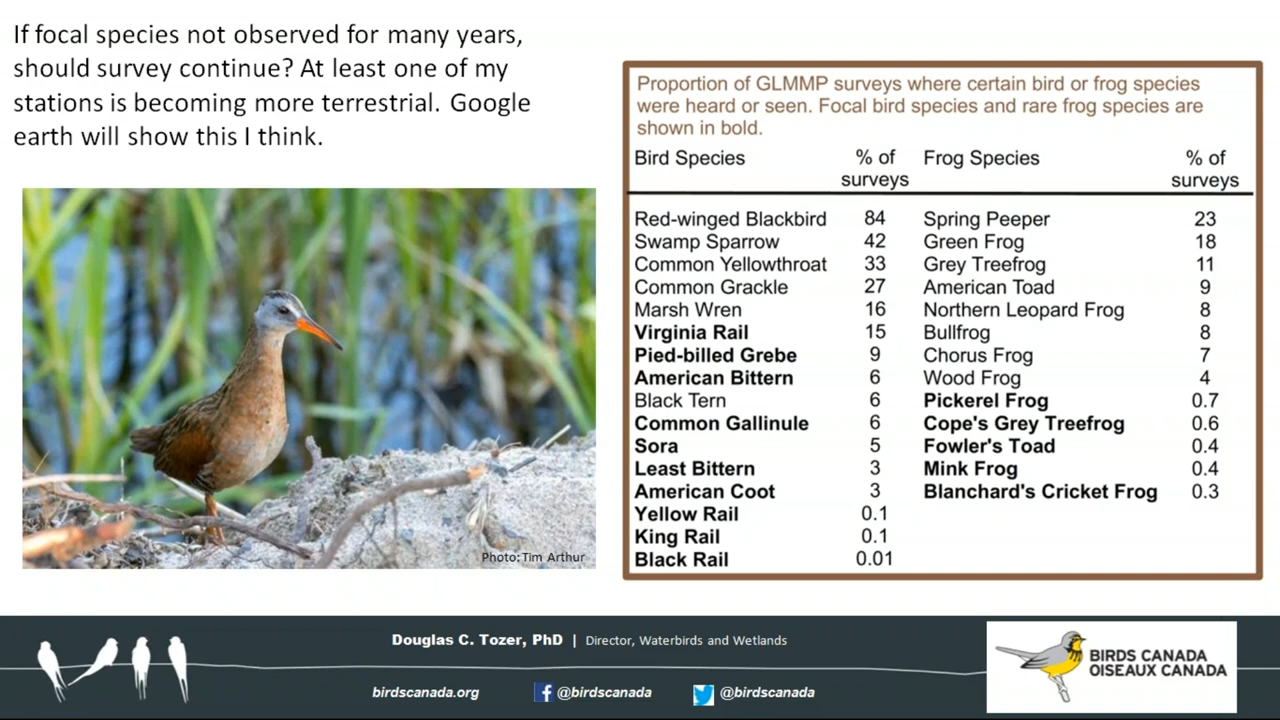 If focal species not observed for many years,
should survey continue? At least one of my
stations is becoming more terrestrial. Google
earth will show this I think.
Photo: Tim Arthur
Proportion of GLMMP surveys where certain bird or frog species
were heard or seen. Focal bird species and rare frog species are
shown in bold.
Bird Species % of surveys Frog Species % of surveys
Red-winged Blackbird 84 Spring Peeper 23
Swamp Sparrow 42 Green Frog 18
Common Yellowthroat 33 Grey Treefrog 11
Common Grackle 27 American Toad 9
Marsh Wren 16 Northern Leopard Frog 8
Virginia Rail 15 Bullfrog 8
Pied-billed Grebe 9 Chorus Frog 7
American Bittern 6 Wood Frog 4
Black Tern 6 Pickerel Frog 0.7
Common Gallinule 6 Cope's Grey Treefrog 0.6
Sora 5 Fowler's Toad 0.4
Least Bittern 3 Mink Frog 0.4
American Coot 3 Blanchard's Cricket Frog 0.3
Yellow Rail 0.1
King Rail 0.1
Black Rail 0.01
Douglas C. Tozer, PhD | Director, Waterbirds and Wetlands
birdscanada.org @birdscanada @birdscanada
BIRDS CANADA
OISEAUX CANADA